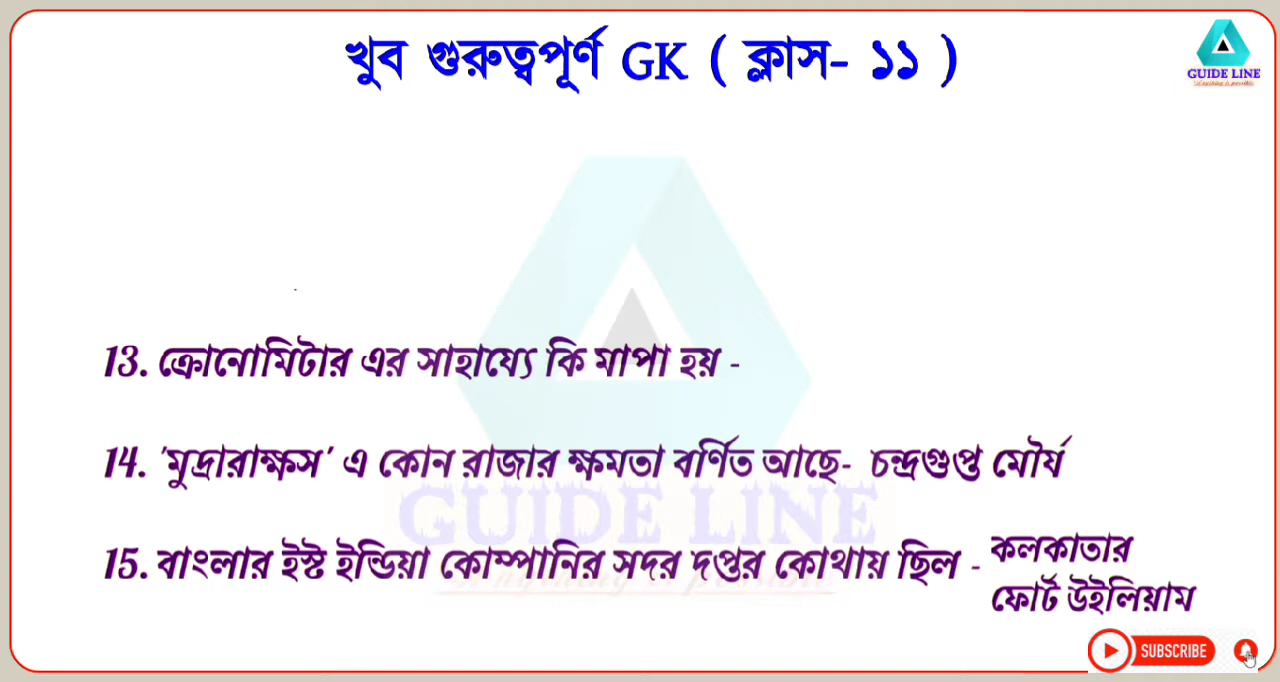 খুব গুরুত্বপূর্ণ GK ( ক্লাস- ১১ )
GUIDE LINE
13. ক্রোনোমিটার এর সাহায্যে কি মাপা হয় -
14. 'মুদ্রারাক্ষস' এ কোন রাজার ক্ষমতা বর্ণিত আছে- চন্দ্রগুপ্ত মৌর্য
GUIDE LINE
15. বাংলার ইস্ট ইন্ডিয়া কোম্পানির সদর দপ্তর কোথায় ছিল - কলকাতার
ফোর্ট উইলিয়াম
SUBSCRIBE